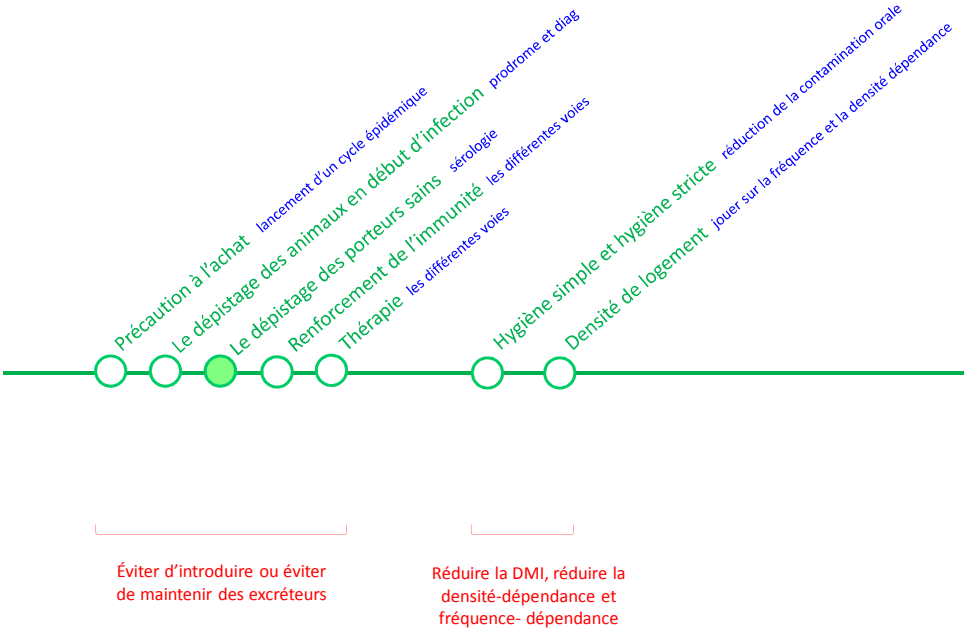 Précaution à l'achat lancement d'un cycle épidémique
Le dépistage des animaux en début d'infection prodrome et diag
Le dépistage des porteurs sains sérologie
Renforcement de l'immunité les différentes voies
Thérapie les différentes voies
Hygiène simple et hygiène stricte réduction de la contamination orale
Densité de logement jouer sur la fréquence et la densité dépendance
Éviter d'introduire ou éviter
de maintenir des excréteurs
Réduire la DMI, réduire la
densité-dépendance et
fréquence- dépendance